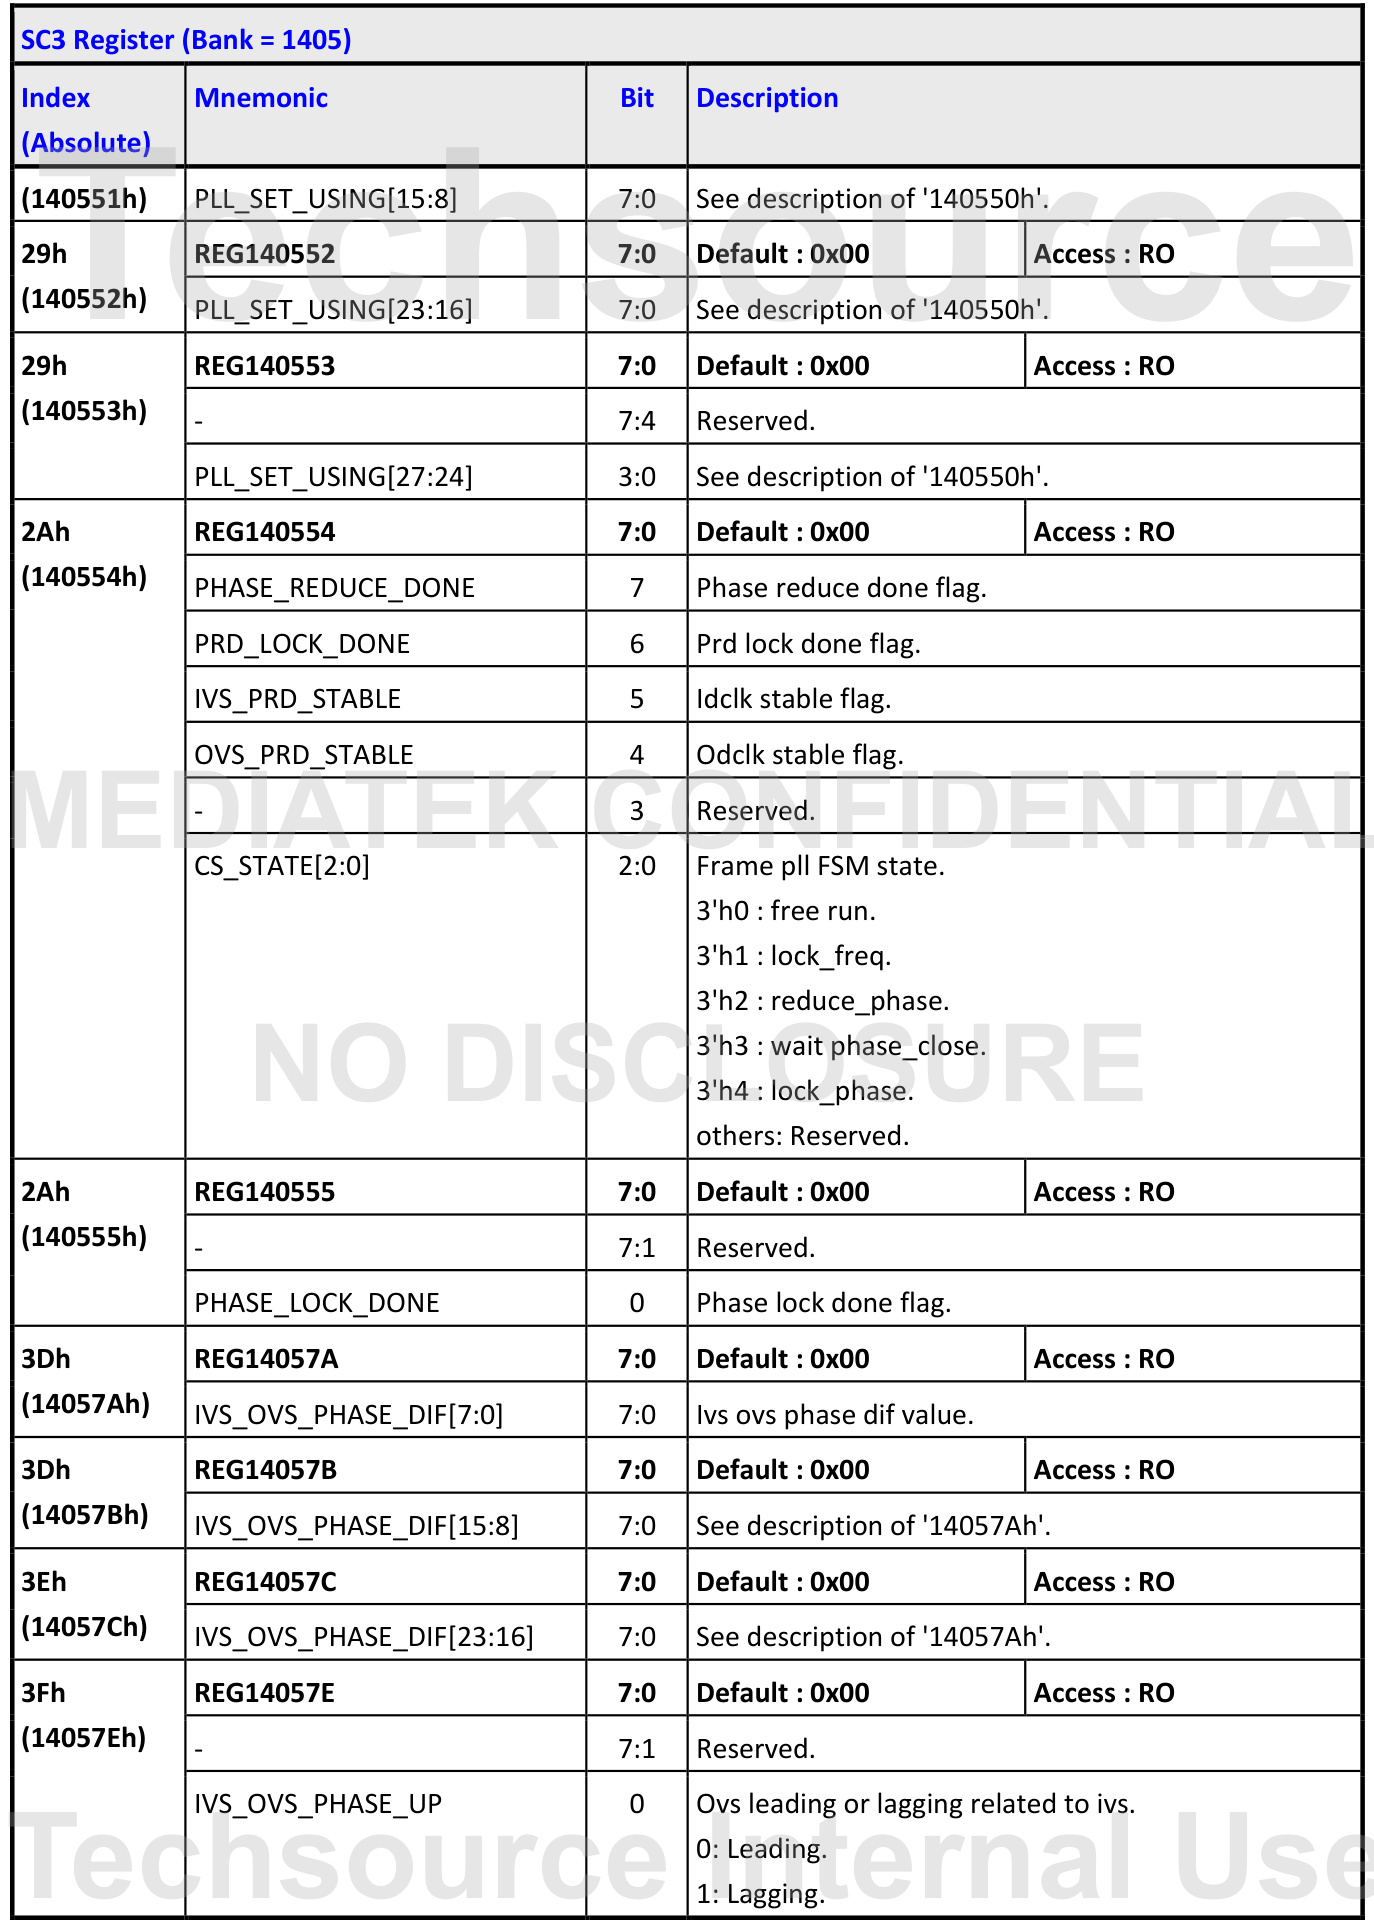 SC3 Register (Bank = 1405)
Index (Absolute) Mnemonic Bit Description
(140551h) PLL_SET_USING[15:8] 7:0 See description of '140550h'.
29h (140552h) REG140552 7:0 Default : 0x00 Access : RO
PLL_SET_USING[23:16] 7:0 See description of '140550h'.
29h (140553h) REG140553 7:0 Default : 0x00 Access : RO
- 7:4 Reserved.
PLL_SET_USING[27:24] 3:0 See description of '140550h'.
2Ah (140554h) REG140554 7:0 Default : 0x00 Access : RO
PHASE_REDUCE_DONE 7 Phase reduce done flag.
PRD_LOCK_DONE 6 Prd lock done flag.
IVS_PRD_STABLE 5 Idclk stable flag.
OVS_PRD_STABLE 4 Odclk stable flag.
- 3 Reserved.
CS_STATE[2:0] 2:0 Frame pll FSM state.
3'h0 : free run.
3'h1 : lock_freq.
3'h2 : reduce_phase.
3'h3 : wait phase_close.
3'h4 : lock_phase.
others: Reserved.
2Ah (140555h) REG140555 7:0 Default : 0x00 Access : RO
- 7:1 Reserved.
PHASE_LOCK_DONE 0 Phase lock done flag.
3Dh (14057Ah) REG14057A 7:0 Default : 0x00 Access : RO
IVS_OVS_PHASE_DIF[7:0] 7:0 Ivs ovs phase dif value.
3Dh (14057Bh) REG14057B 7:0 Default : 0x00 Access : RO
IVS_OVS_PHASE_DIF[15:8] 7:0 See description of '14057Ah'.
3Eh (14057Ch) REG14057C 7:0 Default : 0x00 Access : RO
IVS_OVS_PHASE_DIF[23:16] 7:0 See description of '14057Ah'.
3Fh (14057Eh) REG14057E 7:0 Default : 0x00 Access : RO
- 7:1 Reserved.
IVS_OVS_PHASE_UP 0 Ovs leading or lagging related to ivs.
0: Leading.
1: Lagging.
Techsource
MEDIATEK CONFIDENTIAL
NO DISCLOSURE
Techsource Internal Use